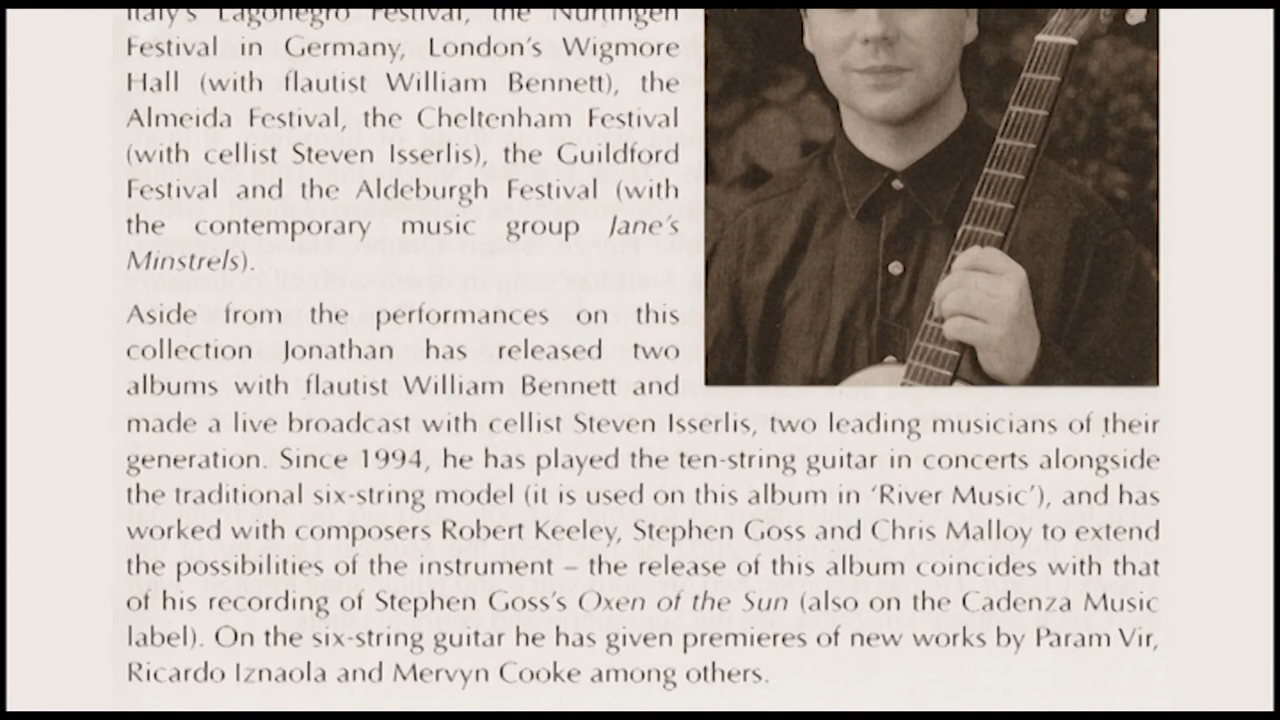 Italy's Lagonegro Festival, the Nürtingen
Festival in Germany, London's Wigmore
Hall (with flautist William Bennett), the
Almeida Festival, the Cheltenham Festival
(with cellist Steven Isserlis), the Guildford
Festival and the Aldeburgh Festival (with
the contemporary music group Jane's
Minstrels).
Aside from the performances on this
collection Jonathan has released two
albums with flautist William Bennett and
made a live broadcast with cellist Steven Isserlis, two leading musicians of their
generation. Since 1994, he has played the ten-string guitar in concerts alongside
the traditional six-string model (it is used on this album in ‘River Music’), and has
worked with composers Robert Keeley, Stephen Goss and Chris Malloy to extend
the possibilities of the instrument – the release of this album coincides with that
of his recording of Stephen Goss's Oxen of the Sun (also on the Cadenza Music
label). On the six-string guitar he has given premieres of new works by Param Vir,
Ricardo Iznaola and Mervyn Cooke among others.